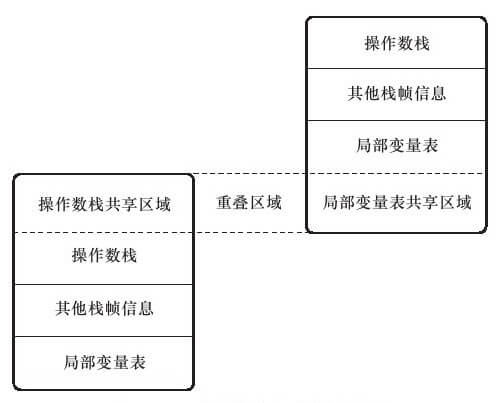 操作数栈
其他栈帧信息
局部变量表
操作数栈共享区域
重叠区域
局部变量表共享区域
操作数栈
其他栈帧信息
局部变量表